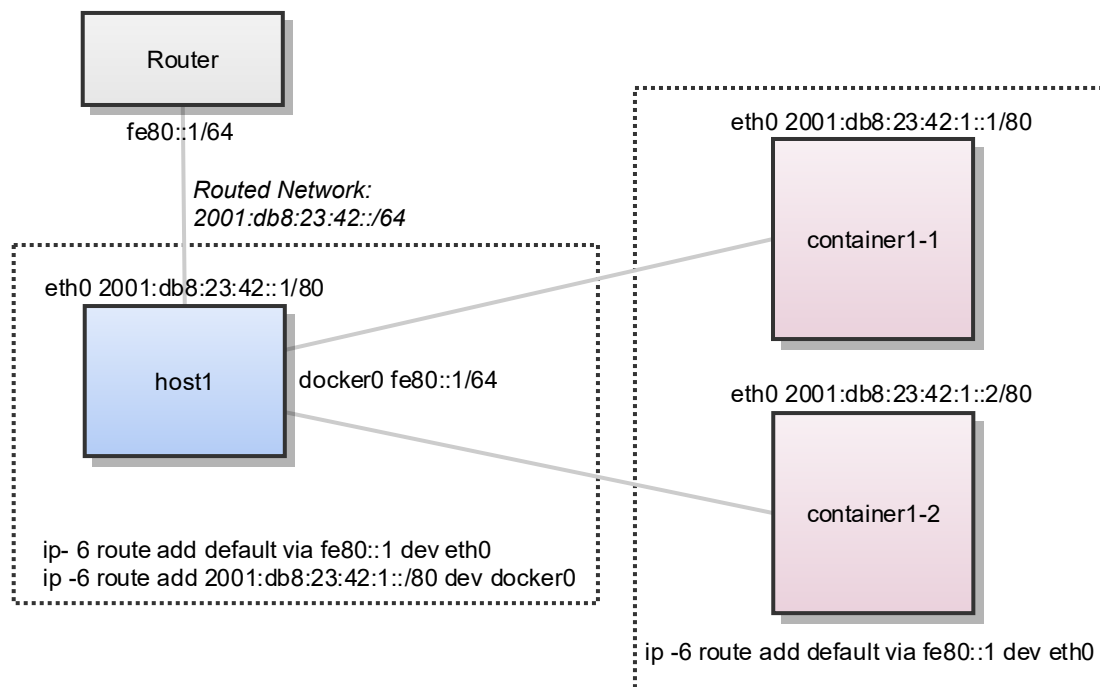 Router
fe80::1/64
Routed Network:
2001:db8:23:42::/64
eth0 2001:db8:23:42::1/80
host1
docker0 fe80::1/64
ip- 6 route add default via fe80::1 dev eth0
ip -6 route add 2001:db8:23:42:1::/80 dev docker0
eth0 2001:db8:23:42:1::1/80
container1-1
eth0 2001:db8:23:42:1::2/80
container1-2
ip -6 route add default via fe80::1 dev eth0